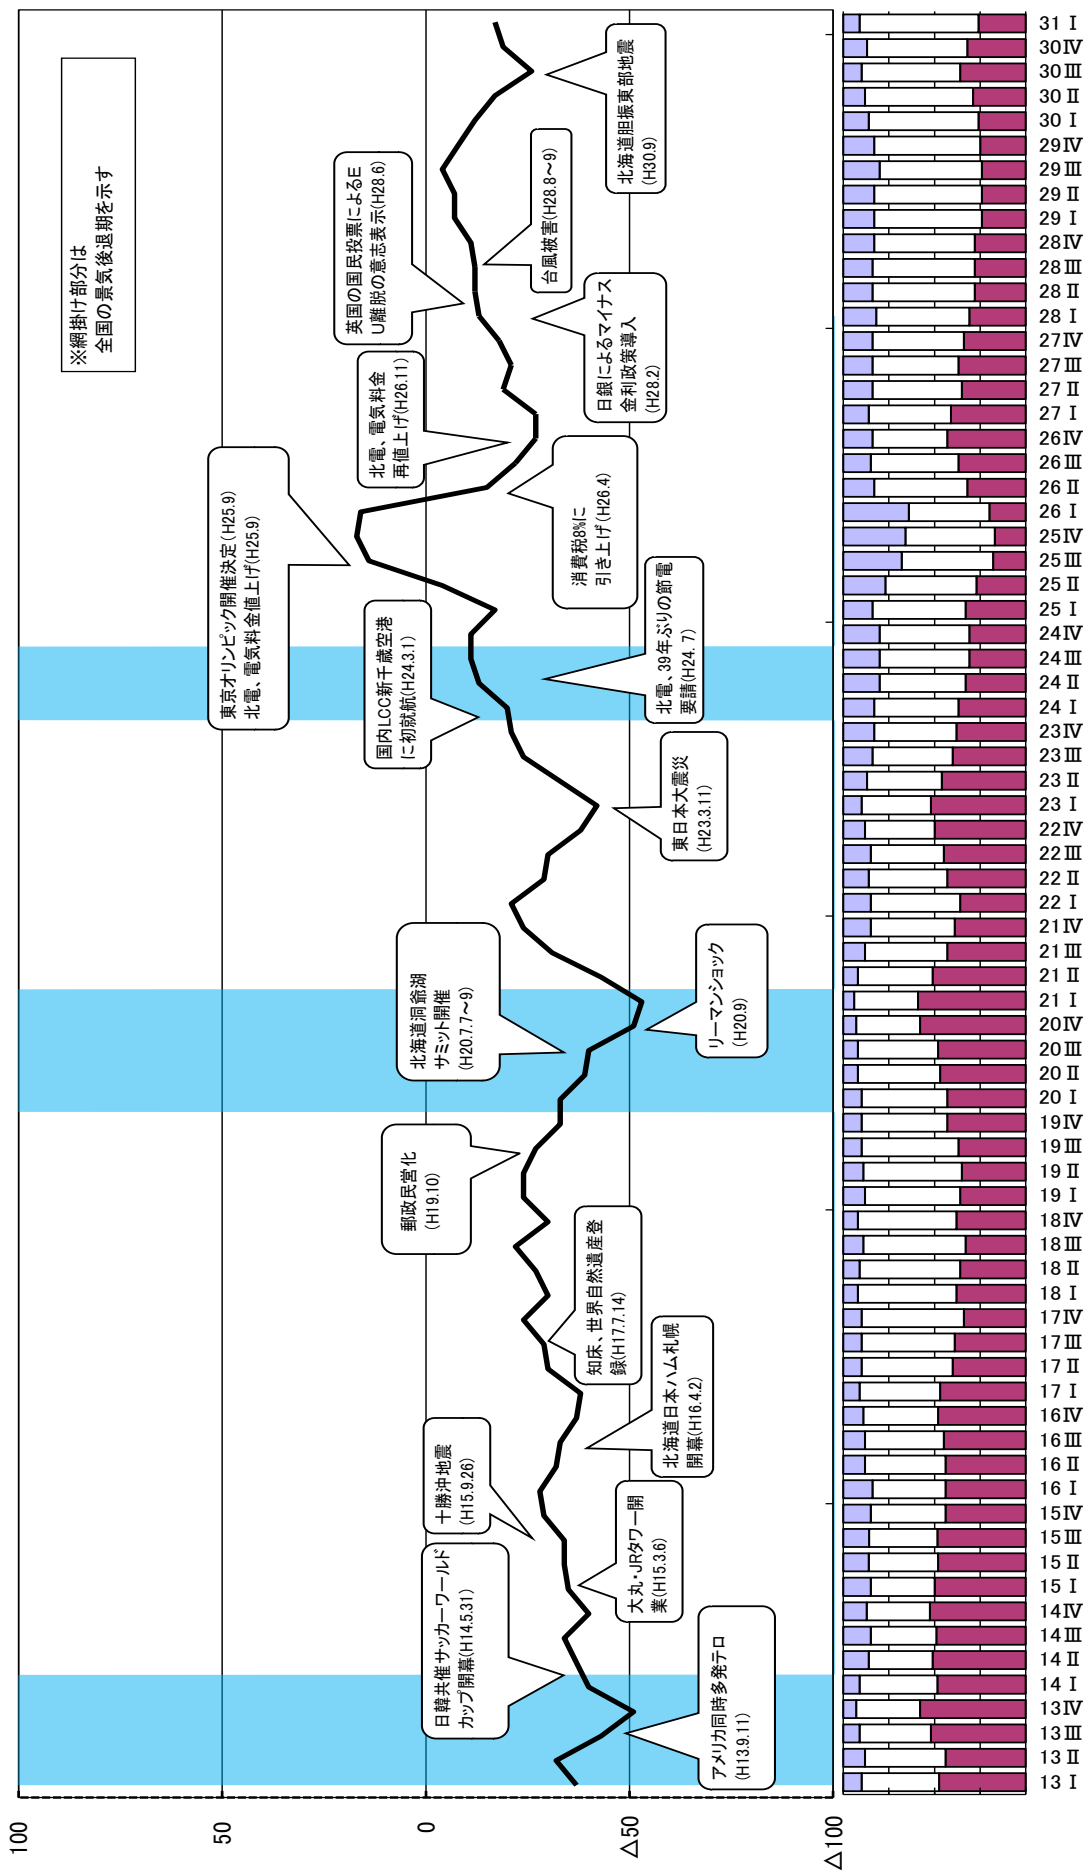 ※網掛け部分は
全国の景気後退期を示す
100
50
0
△50
△100
アメリカ同時多発テロ
(H13.9.11)
日韓共催サッカーワールド
カップ開幕(H14.5.31)
大丸・JRタワー開
業(H15.3.6)
十勝沖地震
(H15.9.26)
北海道日本ハム札幌
開幕(H16.4.2)
知床、世界自然遺産登
録(H17.7.14)
郵政民営化
(H19.10)
北海道洞爺湖
サミット開催
(H20.7.7～9)
リーマンショック
(H20.9)
東日本大震災
(H23.3.11)
国内LCC新千歳空港
に初就航(H24.3.1)
北電、39年ぶりの節電
要請(H24. 7)
東京オリンピック開催決定(H25.9)
北電、電気料金値上げ(H25.9)
消費税8%に
引き上げ(H26.4)
北電、電気料金
再値上げ(H26.11)
日銀によるマイナス
金利政策導入
(H28.2)
英国の国民投票によるE
U離脱の意志表示(H28.6)
台風被害(H28.8～9)
北海道胆振東部地震
(H30.9)
13 Ⅰ
13 Ⅱ
13 Ⅲ
13 Ⅳ
14 Ⅰ
14 Ⅱ
14 Ⅲ
14 Ⅳ
15 Ⅰ
15 Ⅱ
15 Ⅲ
15 Ⅳ
16 Ⅰ
16 Ⅱ
16 Ⅲ
16 Ⅳ
17 Ⅰ
17 Ⅱ
17 Ⅲ
17 Ⅳ
18 Ⅰ
18 Ⅱ
18 Ⅲ
18 Ⅳ
19 Ⅰ
19 Ⅱ
19 Ⅲ
19 Ⅳ
20 Ⅰ
20 Ⅱ
20 Ⅲ
20 Ⅳ
21 Ⅰ
21 Ⅱ
21 Ⅲ
21 Ⅳ
22 Ⅰ
22 Ⅱ
22 Ⅲ
22 Ⅳ
23 Ⅰ
23 Ⅱ
23 Ⅲ
23 Ⅳ
24 Ⅰ
24 Ⅱ
24 Ⅲ
24 Ⅳ
25 Ⅰ
25 Ⅱ
25 Ⅲ
25 Ⅳ
26 Ⅰ
26 Ⅱ
26 Ⅲ
26 Ⅳ
27 Ⅰ
27 Ⅱ
27 Ⅲ
27 Ⅳ
28 Ⅰ
28 Ⅱ
28 Ⅲ
28 Ⅳ
29 Ⅰ
29 Ⅱ
29 Ⅲ
29 Ⅳ
30 Ⅰ
30 Ⅱ
30 Ⅲ
30 Ⅳ
31 Ⅰ